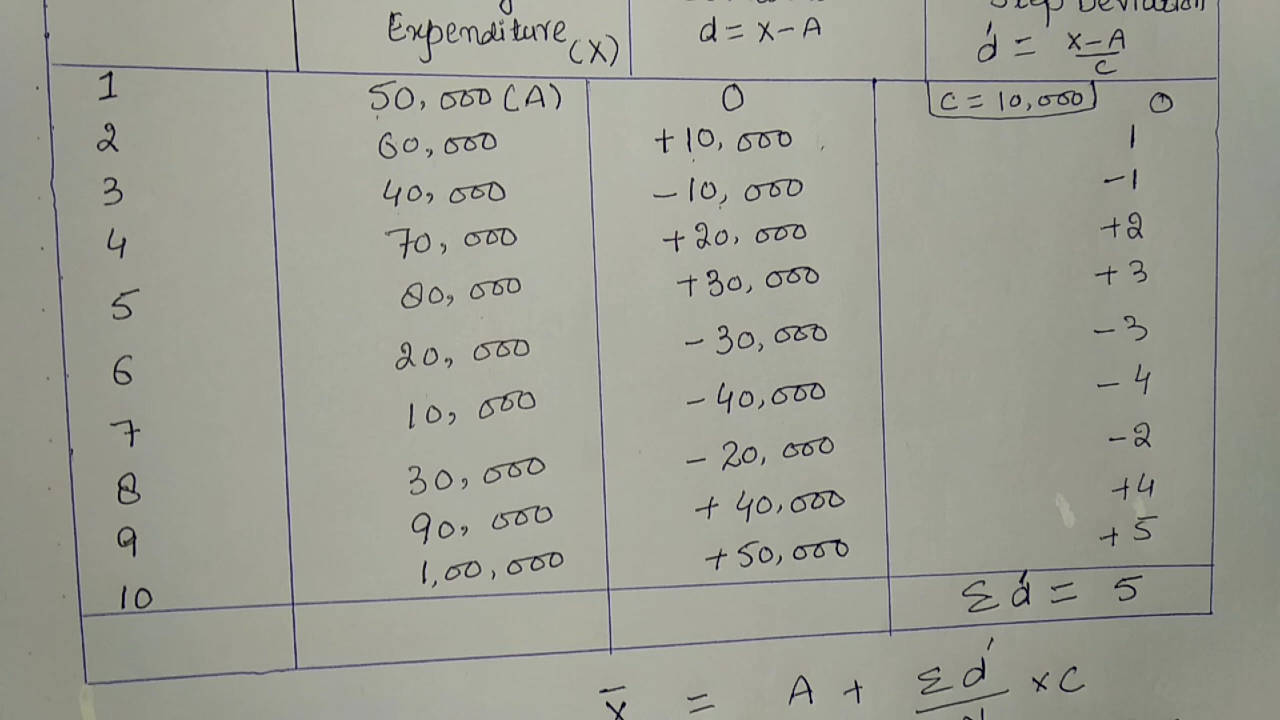 Expenditure (X)
d = x-A
Step Deviation
d́ = x-A
C
1 50,000 (A) 0 C = 10,000 0
2 60,000 +10,000 1
3 40,000 -10,000 -1
4 70,000 +20,000 +2
5 80,000 +30,000 +3
6 20,000 -30,000 -3
7 10,000 -40,000 -4
8 30,000 -20,000 -2
9 90,000 +40,000 +4
10 1,00,000 +50,000 +5
Σd́ = 5
x̄ = A + Σd' × C